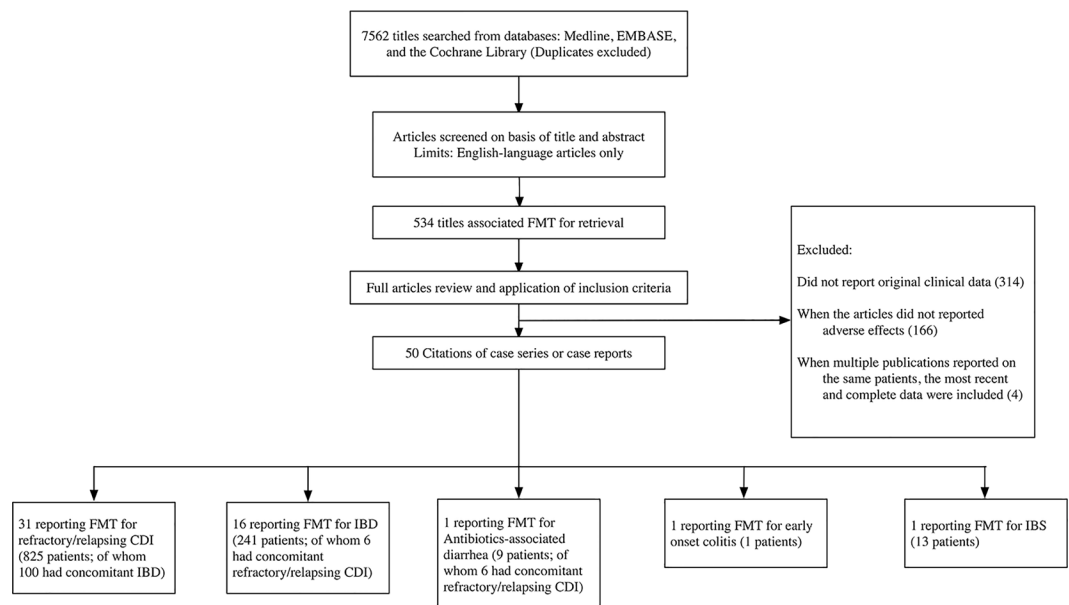 7562 titles searched from databases: Medline, EMBASE,
and the Cochrane Library (Duplicates excluded)
Articles screened on basis of title and abstract
Limits: English-language articles only
534 titles associated FMT for retrieval
Full articles review and application of inclusion criteria
Excluded:
Did not report original clinical data (314)
When the articles did not reported
adverse effects (166)
When multiple publications reported on
the same patients, the most recent
and complete data were included (4)
50 Citations of case series or case reports
31 reporting FMT for
refractory/relapsing CDI
(825 patients; of whom
100 had concomitant IBD)
16 reporting FMT for IBD
(241 patients; of whom 6
had concomitant
refractory/relapsing CDI)
1 reporting FMT for
Antibiotics-associated
diarrhea (9 patients; of
whom 6 had concomitant
refractory/relapsing CDI)
1 reporting FMT for early
onset colitis (1 patients)
1 reporting FMT for IBS
(13 patients)